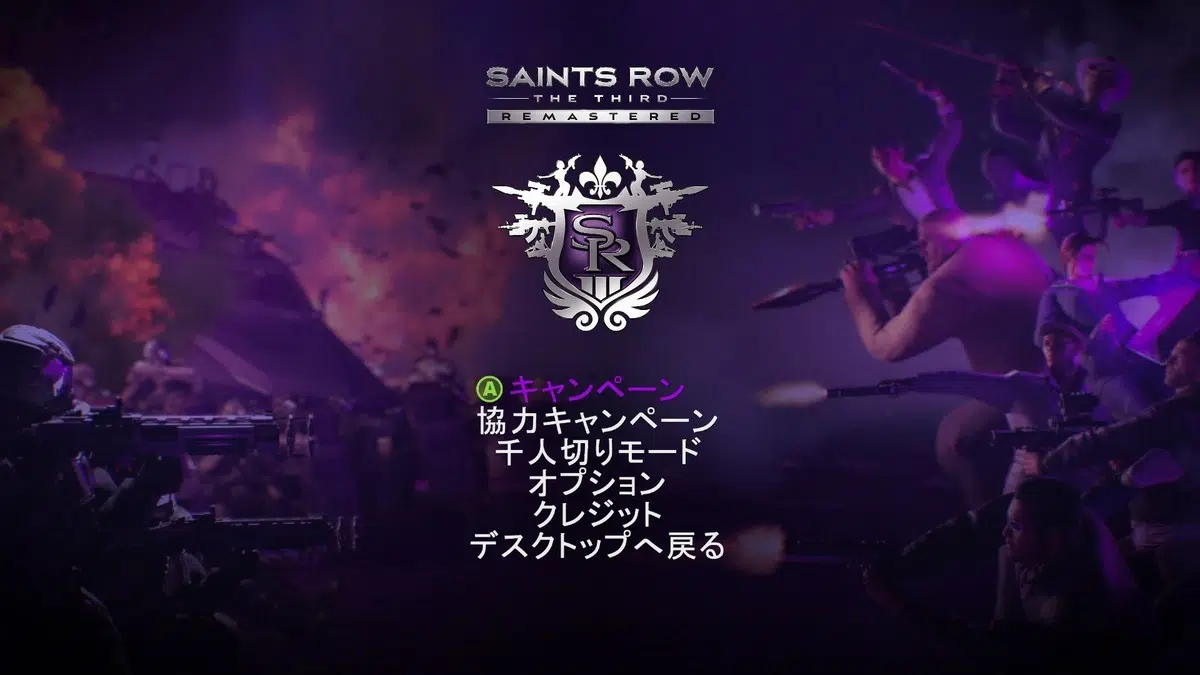 SAINTS ROW
THE THIRD
REMASTERED
SR
III
A キャンペーン
協力キャンペーン
千人切りモード
オプション
クレジット
デスクトップへ戻る